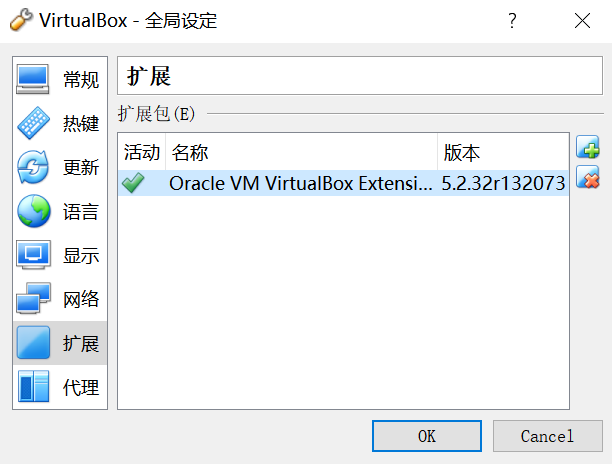 VirtualBox - 全局设定
?
常规
热键
更新
语言
显示
网络
扩展
代理
扩展
扩展包(E)
活动 名称 版本
Oracle VM VirtualBox Extensi... 5.2.32r132073
OK Cancel